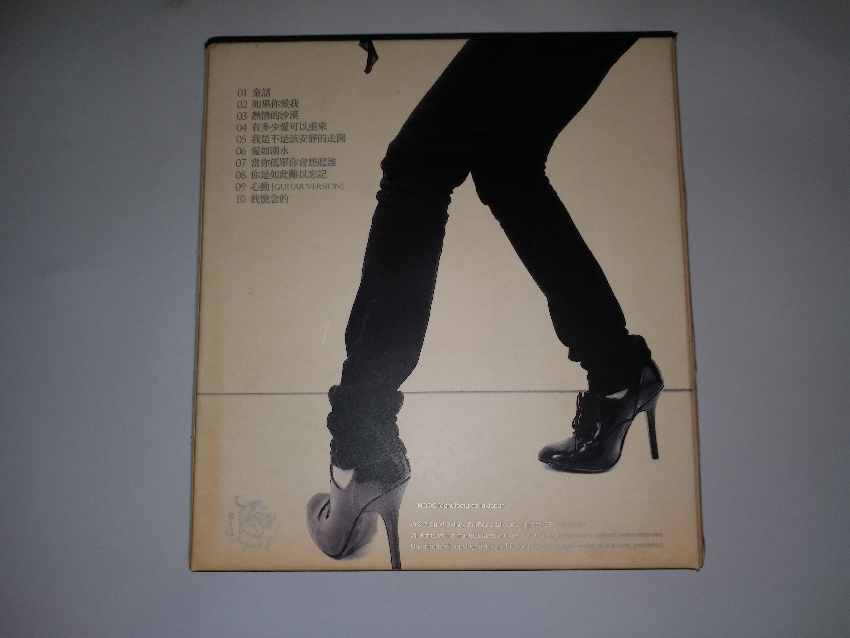 01 童話
02 如果你愛我
03 熱情的沙漠
04 有多少愛可以重來
05 我是不是該安靜的走開
06 愛如潮水
07 當你孤單你會想起誰
08 你是如此難以忘記
09 心動 [GUITAR VERSION]
10 我懷念的
Manufactured in Japan